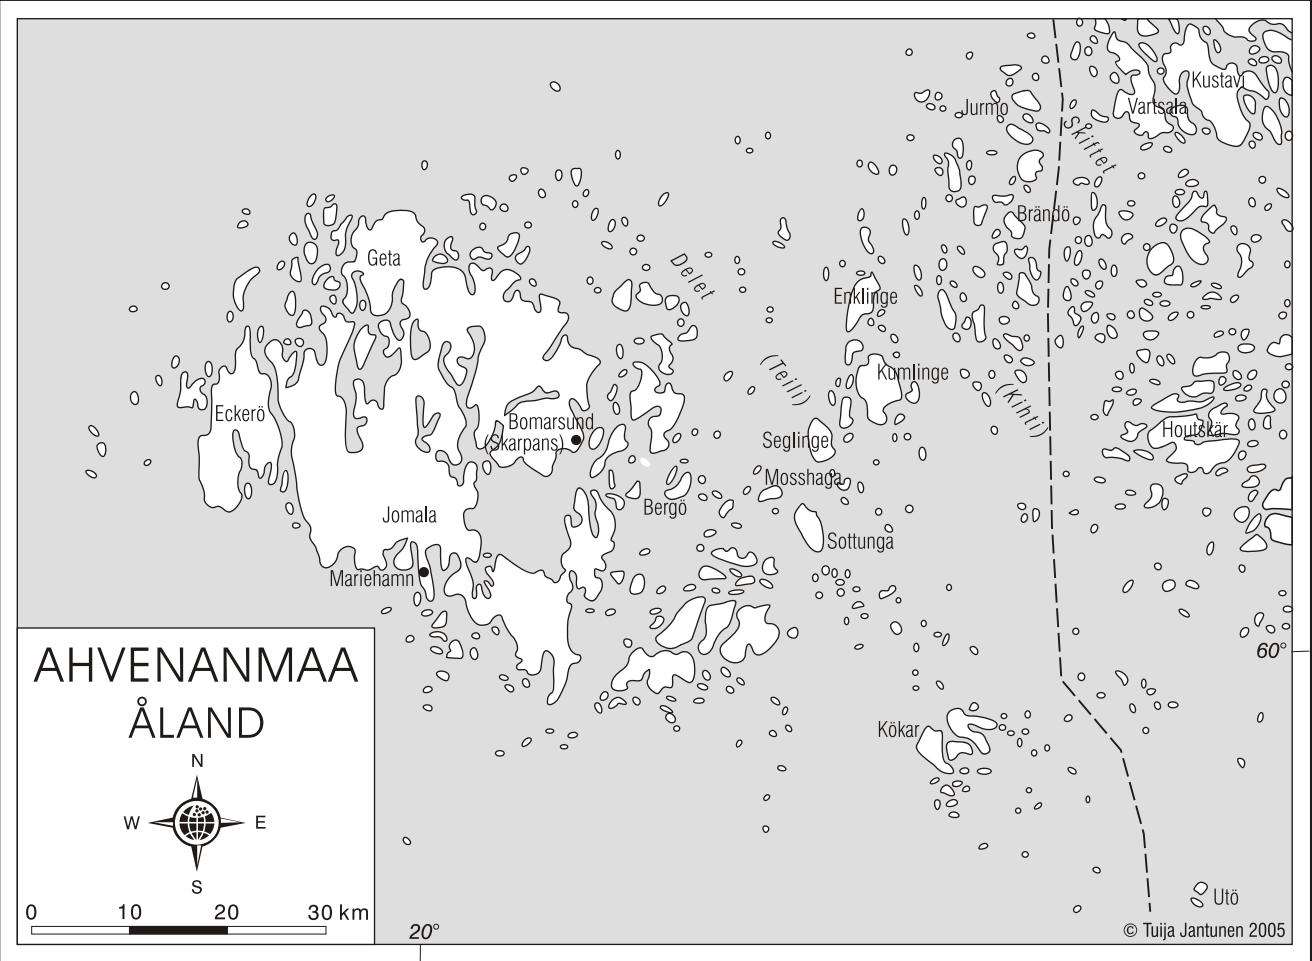 Kustavi
Jurmo
Vartsala
Skiftet
Brändö
Geta
Delet
Enklinge
(Teili)
Kumlinge
(Kihti)
Eckerö
Bomarsund
(Skarpans)
Seglinge
Houtskär
Mosshaga
Bergö
Jomala
Sottunga
Mariehamn
60°
AHVENANMAA
ÅLAND
Kökar
N
W E
S
0 10 20 30 km
Utö
20°
© Tuija Jantunen 2005